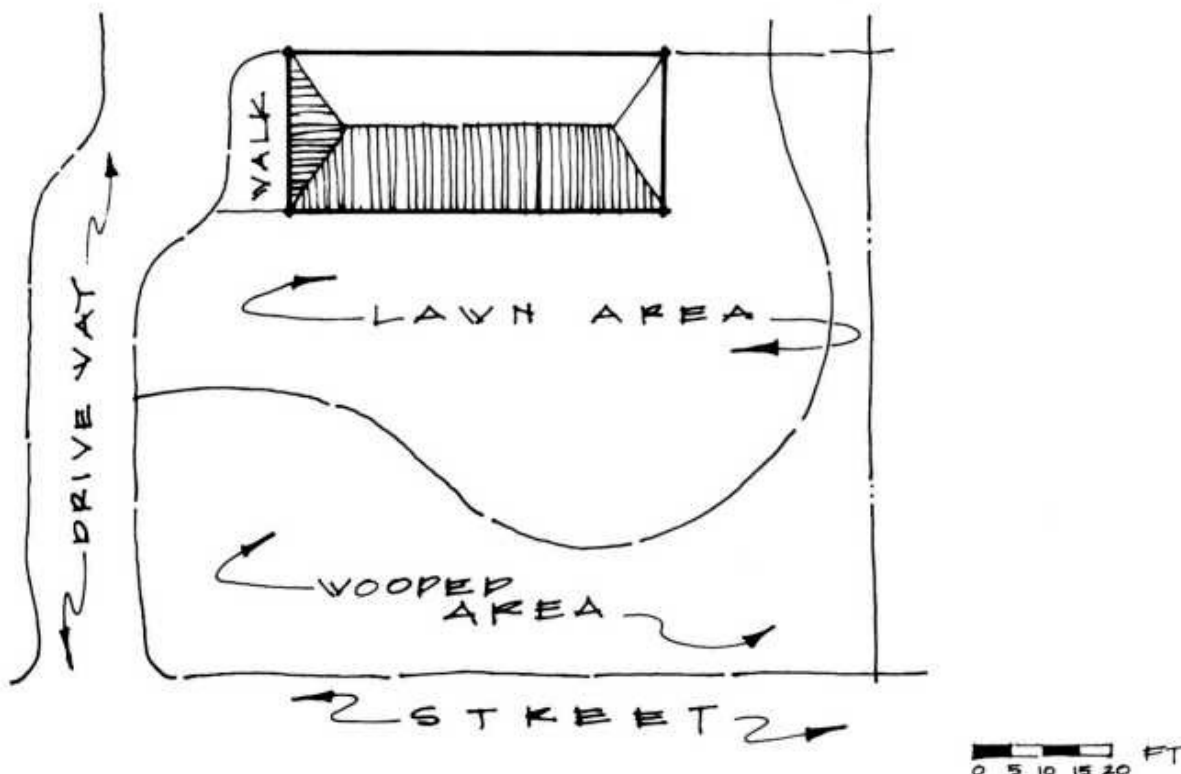 WALK
DRIVE WAY
LAWN AREA
WOODED
AREA
STREET
FT
0 5 10 15 20